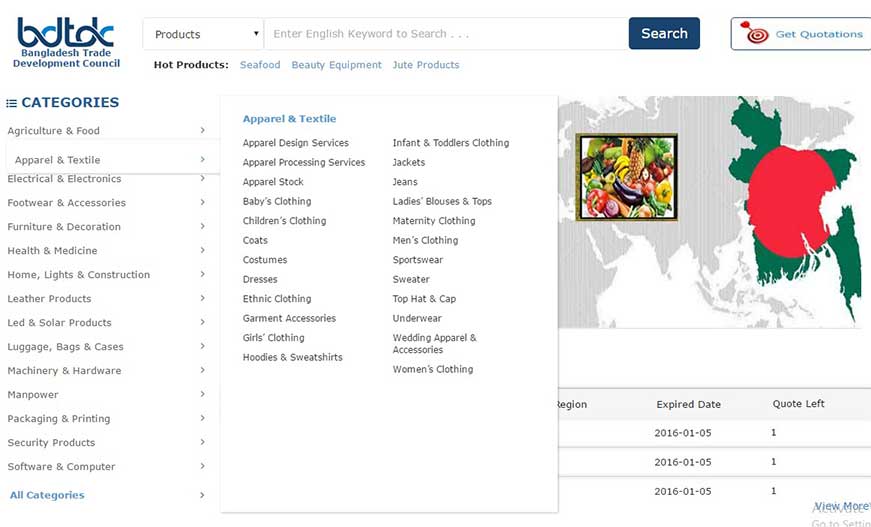 bdtdc
Bangladesh Trade
Development Council
Products
Enter English Keyword to Search . . .
Search
Get Quotations
Hot Products: Seafood Beauty Equipment Jute Products
CATEGORIES
Agriculture & Food
Apparel & Textile
Electrical & Electronics
Footwear & Accessories
Furniture & Decoration
Health & Medicine
Home, Lights & Construction
Leather Products
Led & Solar Products
Luggage, Bags & Cases
Machinery & Hardware
Manpower
Packaging & Printing
Security Products
Software & Computer
All Categories
Apparel & Textile
Apparel Design Services
Apparel Processing Services
Apparel Stock
Baby's Clothing
Children's Clothing
Coats
Costumes
Dresses
Ethnic Clothing
Garment Accessories
Girls' Clothing
Hoodies & Sweatshirts
Infant & Toddlers Clothing
Jackets
Jeans
Ladies' Blouses & Tops
Maternity Clothing
Men's Clothing
Sportswear
Sweater
Top Hat & Cap
Underwear
Wedding Apparel &
Accessories
Women's Clothing
Region Expired Date Quote Left
2016-01-05 1
2016-01-05 1
2016-01-05 1
View More
Activate
Go to Settin